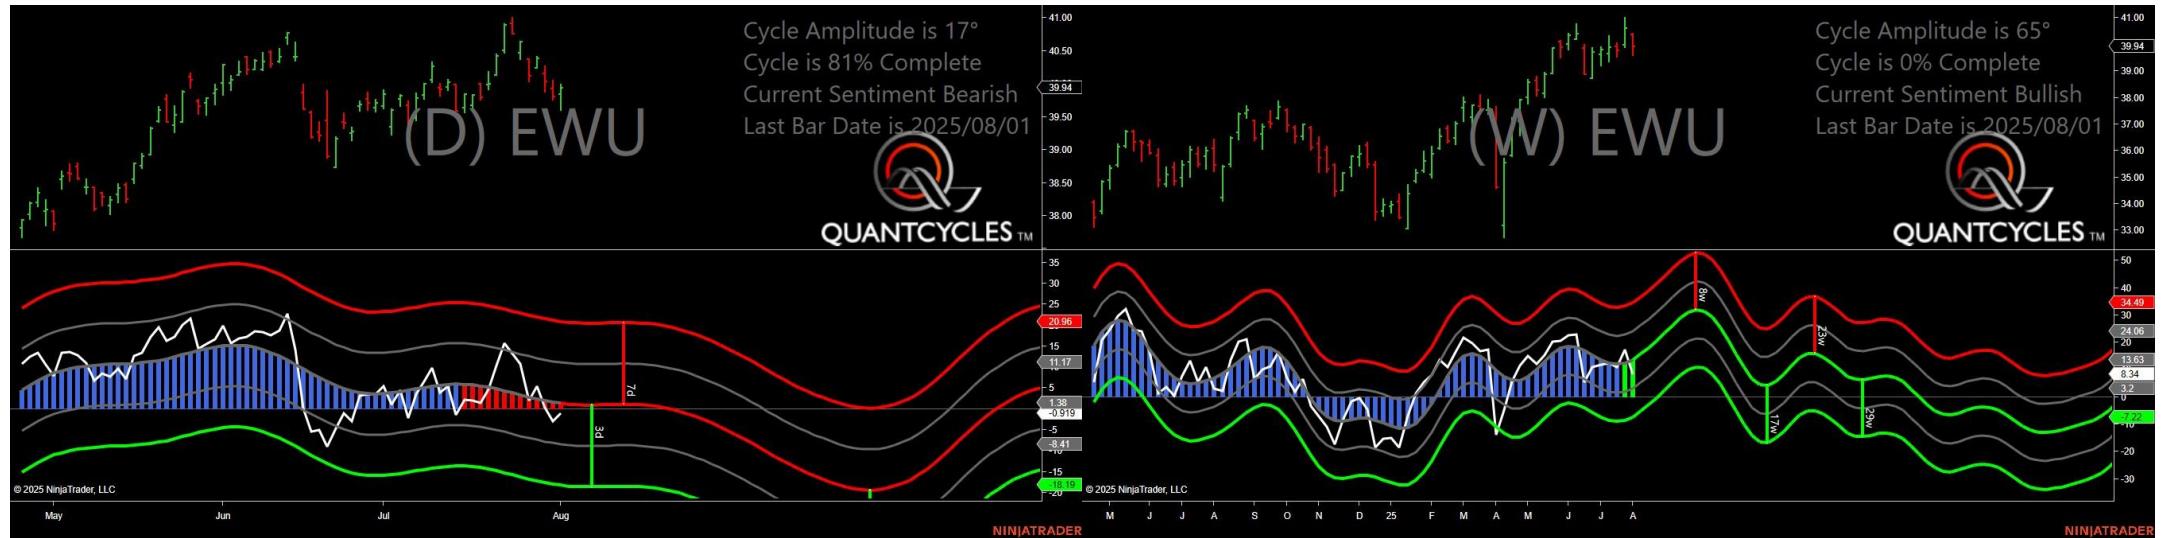 Cycle Amplitude is 17°
Cycle is 81% Complete
Current Sentiment Bearish
Last Bar Date is 2025/08/01
(D) EWU
QUANTCYCLES TM
41.00
40.50
39.94
39.50
39.00
38.50
38.00
35
30
25
20.96
15
11.17
5
1.38
-0.919
-5
-8.41
-10
-15
-18.19
-20
7d
3d
© 2025 NinjaTrader, LLC
May Jun Jul Aug
NINJATRADER
Cycle Amplitude is 65°
Cycle is 0% Complete
Current Sentiment Bullish
Last Bar Date is 2025/08/01
(W) EWU
QUANTCYCLES TM
41.00
39.94
39.00
38.00
37.00
36.00
35.00
34.00
33.00
50
40
34.49
30
24.06
20
13.63
8.34
3.2
0
-7.22
-10
-20
-30
8w
23w
17w
29w
© 2025 NinjaTrader, LLC
M J J A S O N D 25 F M A M J J A
NINJATRADER